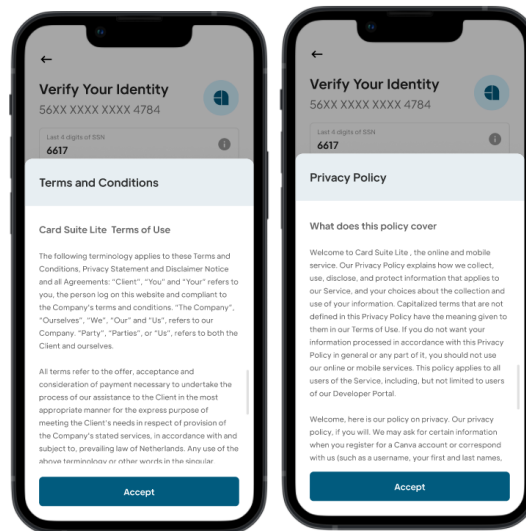 Verify Your Identity
56XX XXXX XXXX 4784
Last 4 digits of SSN
6617
Terms and Conditions
Card Suite Lite Terms of Use
The following terminology applies to these Terms and
Conditions, Privacy Statement and Disclaimer Notice
and all Agreements: “Client”, “You” and “Your” refers to
you, the person log on this website and compliant to
the Company’s terms and conditions. “The Company”,
“Ourselves”, “We”, “Our” and “Us”, refers to our
Company. “Party”, “Parties”, or “Us”, refers to both the
Client and ourselves.
All terms refer to the offer, acceptance and
consideration of payment necessary to undertake the
process of our assistance to the Client in the most
appropriate manner for the express purpose of
meeting the Client’s needs in respect of provision of
the Company’s stated services, in accordance with and
subject to, prevailing law of Netherlands. Any use of the
above terminology or other words in the singular
Accept
Verify Your Identity
56XX XXXX XXXX 4784
Last 4 digits of SSN
6617
Privacy Policy
What does this policy cover
Welcome to Card Suite Lite , the online and mobile
service. Our Privacy Policy explains how we collect,
use, disclose, and protect information that applies to
our Service, and your choices about the collection and
use of your information. Capitalized terms that are not
defined in this Privacy Policy have the meaning given to
them in our Terms of Use. If you do not want your
information processed in accordance with this Privacy
Policy in general or any part of it, you should not use
our online or mobile services. This policy applies to all
users of the Service, including, but not limited to users
of our Developer Portal.
Welcome, here is our policy on privacy. Our privacy
policy, if you will. We may ask for certain information
when you register for a Canva account or correspond
with us (such as a username, your first and last names,
Accept